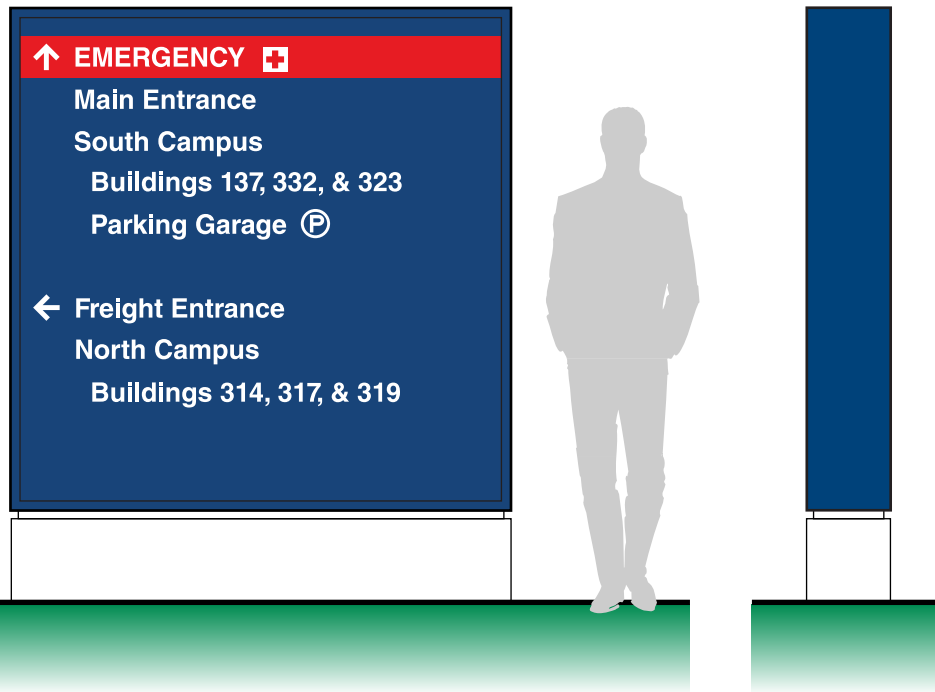 ↑ EMERGENCY
Main Entrance
South Campus
Buildings 137, 332, & 323
Parking Garage Ⓟ
← Freight Entrance
North Campus
Buildings 314, 317, & 319